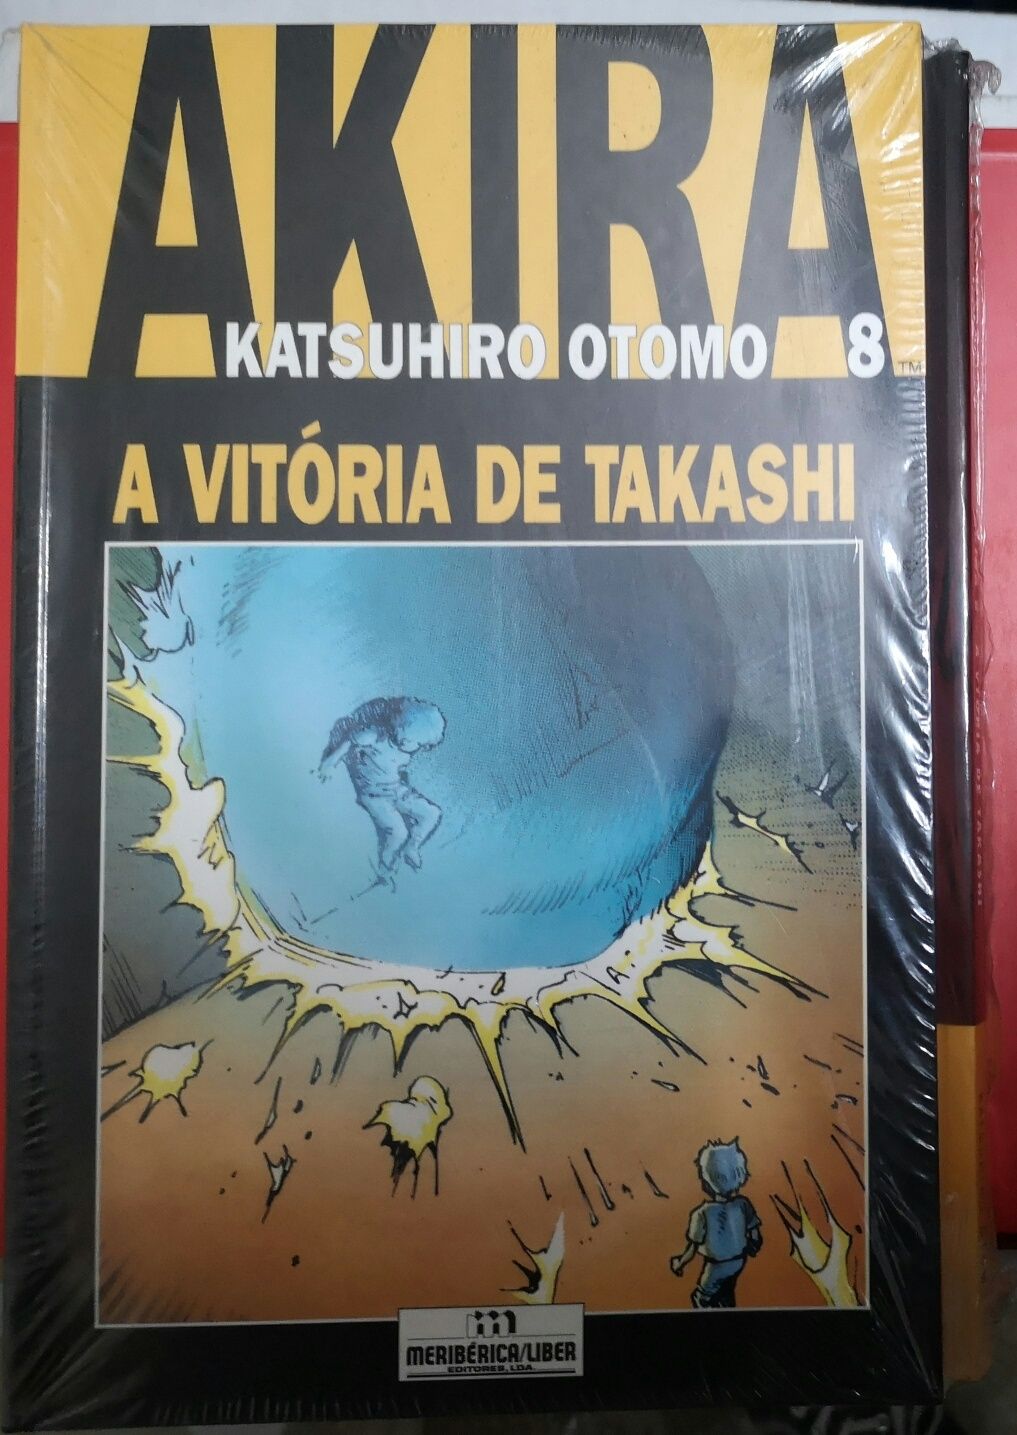 AKIRA
KATSUHIRO OTOMO 8
TM
A VITÓRIA DE TAKASHI
m
MERIBÉRICA/LIBER
EDITORES, LDA.